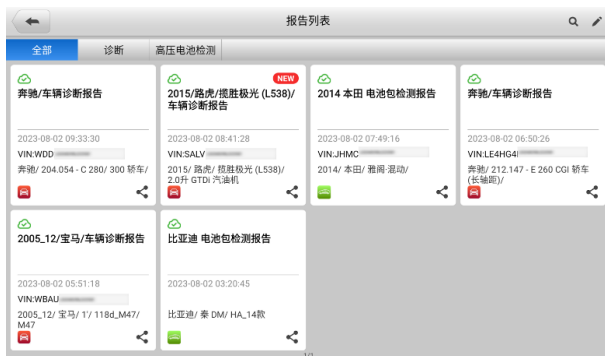 报告列表
全部
诊断
高压电池检测
奔驰/车辆诊断报告
2023-08-02 09:33:30
VIN:WDD
奔驰/ 204.054 - C 280/ 300 轿车/
NEW
2015/路虎/揽胜极光 (L538)/
车辆诊断报告
2023-08-02 08:41:28
VIN:SALV
2015/ 路虎/ 揽胜极光 (L538)/
2.0升 GTDi 汽油机
2014 本田 电池包检测报告
2023-08-02 07:49:16
VIN:JHMC
2014/ 本田/ 雅阁·混动/
奔驰/车辆诊断报告
2023-08-02 06:50:26
VIN:LE4HG4
奔驰/ 212.147 - E 260 CGI 轿车
(长轴距)/
2005_12/宝马/车辆诊断报告
2023-08-02 05:51:18
VIN:WBAU
2005_12/ 宝马/ 1'/ 118d_M47/
M47
比亚迪 电池包检测报告
2023-08-02 03:20:45
比亚迪/ 秦 DM/ HA_14款